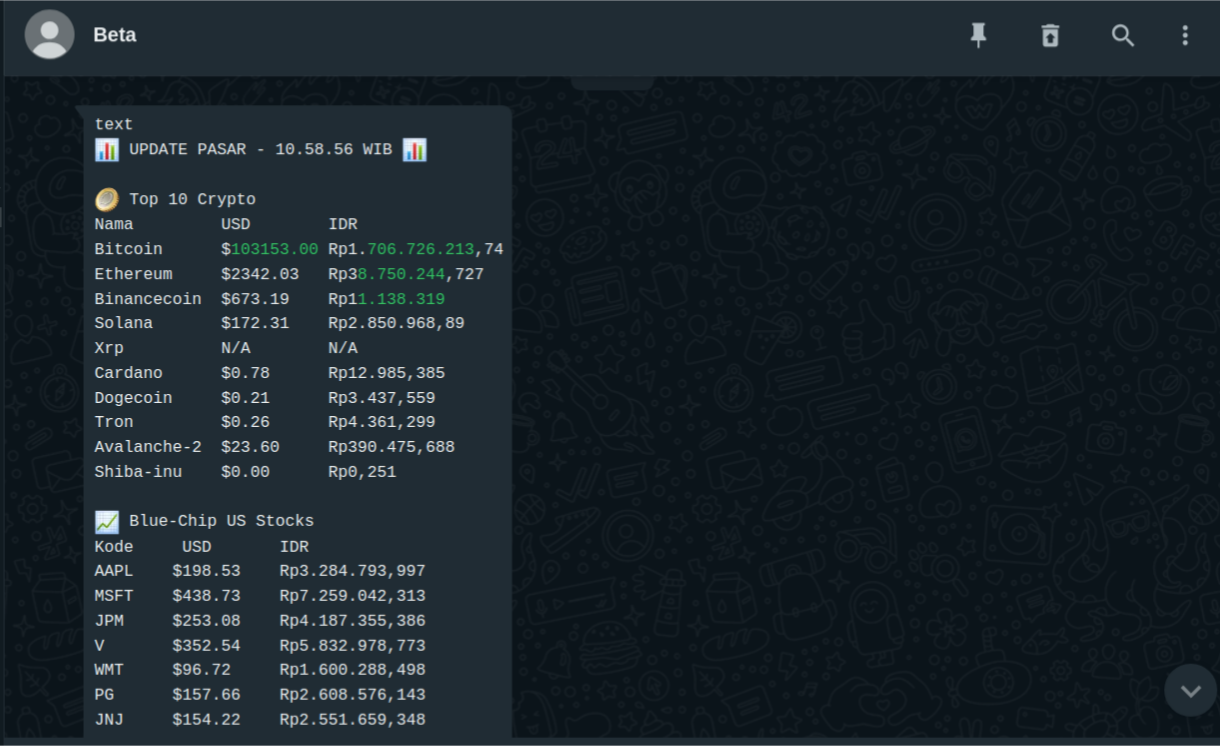 Beta
text
📊 UPDATE PASAR - 10.58.56 WIB 📊
🪙 Top 10 Crypto
Nama USD IDR
Bitcoin $103153.00 Rp1.706.726.213,74
Ethereum $2342.03 Rp38.750.244,727
Binancecoin $673.19 Rp11.138.319
Solana $172.31 Rp2.850.968,89
Xrp N/A N/A
Cardano $0.78 Rp12.985,385
Dogecoin $0.21 Rp3.437,559
Tron $0.26 Rp4.361,299
Avalanche-2 $23.60 Rp390.475,688
Shiba-inu $0.00 Rp0,251
📈 Blue-Chip US Stocks
Kode USD IDR
AAPL $198.53 Rp3.284.793,997
MSFT $438.73 Rp7.259.042,313
JPM $253.08 Rp4.187.355,386
V $352.54 Rp5.832.978,773
WMT $96.72 Rp1.600.288,498
PG $157.66 Rp2.608.576,143
JNJ $154.22 Rp2.551.659,348